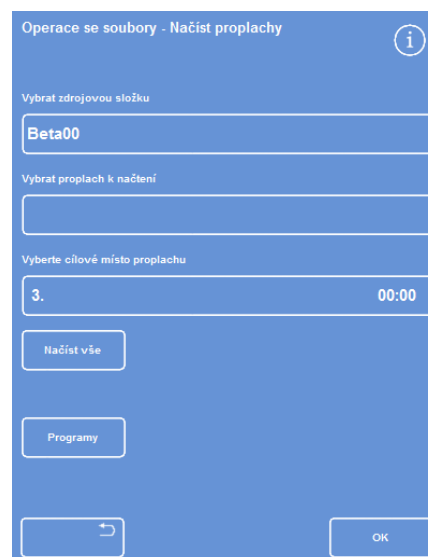 Operace se soubory - Načíst proplachy
i
Vybrat zdrojovou složku
Beta00
Vybrat proplach k načtení
Vyberte cílové místo proplachu
3. 00:00
Načíst vše
Programy
OK